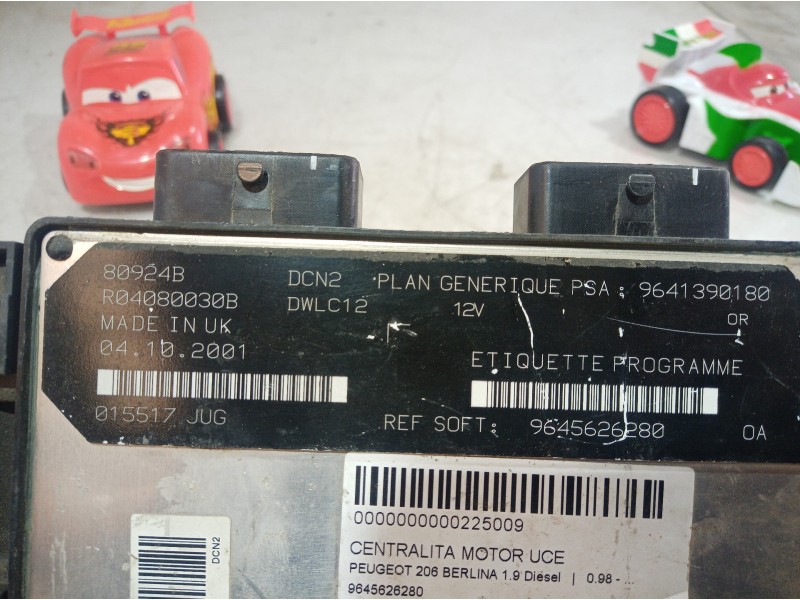 80924B DCN2 PLAN GENERIQUE PSA : 9641390180
R04080030B DWLC12 12V OR
MADE IN UK
04.10.2001 ETIQUETTE PROGRAMME
015517 JUG REF SOFT: 9645626280 OA
DCN2
0000000000225009
CENTRALITA MOTOR UCE
PEUGEOT 206 BERLINA 1.9 Diesel | 0.98 - ...
9645626280